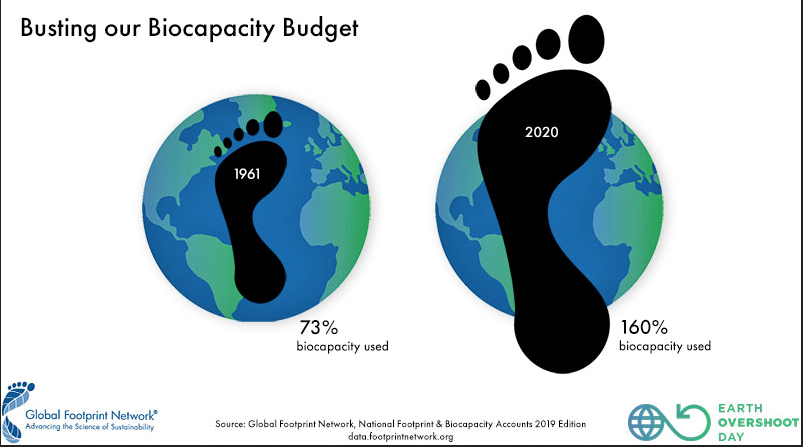 Busting our Biocapacity Budget
1961
2020
73%
biocapacity used
160%
biocapacity used
Global Footprint Network®
Advancing the Science of Sustainability
Source: Global Footprint Network, National Footprint & Biocapacity Accounts 2019 Edition
data.footprintnetwork.org
EARTH
OVERSHOOT
DAY